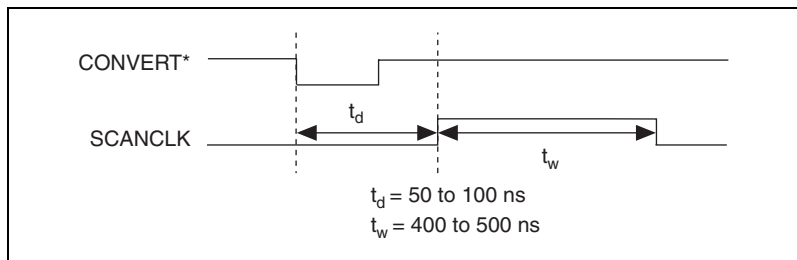 CONVERT*
t_d
SCANCLK
t_w
t_d = 50 to 100 ns
t_w = 400 to 500 ns